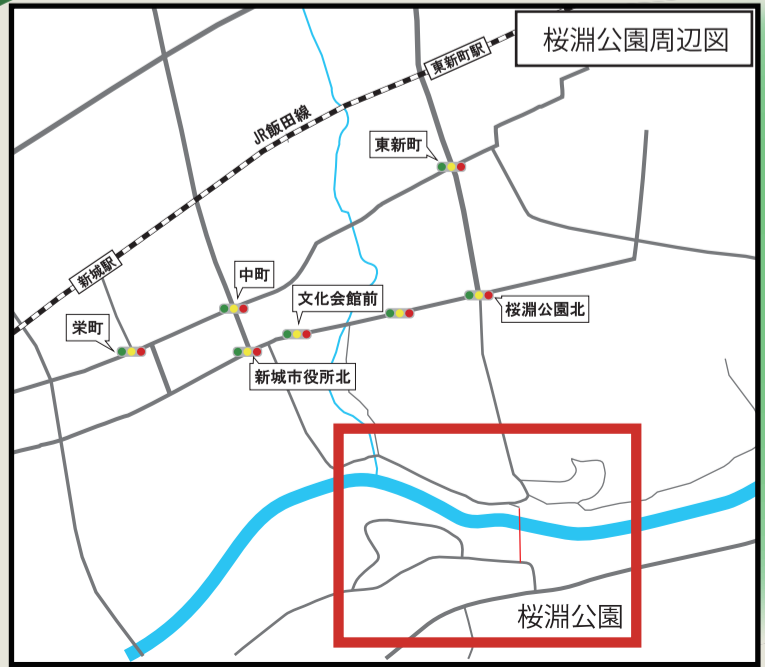 桜淵公園周辺図
東新町駅
JR飯田線
東新町
新城駅
中町
文化会館前
桜淵公園北
栄町
新城市役所北
桜淵公園